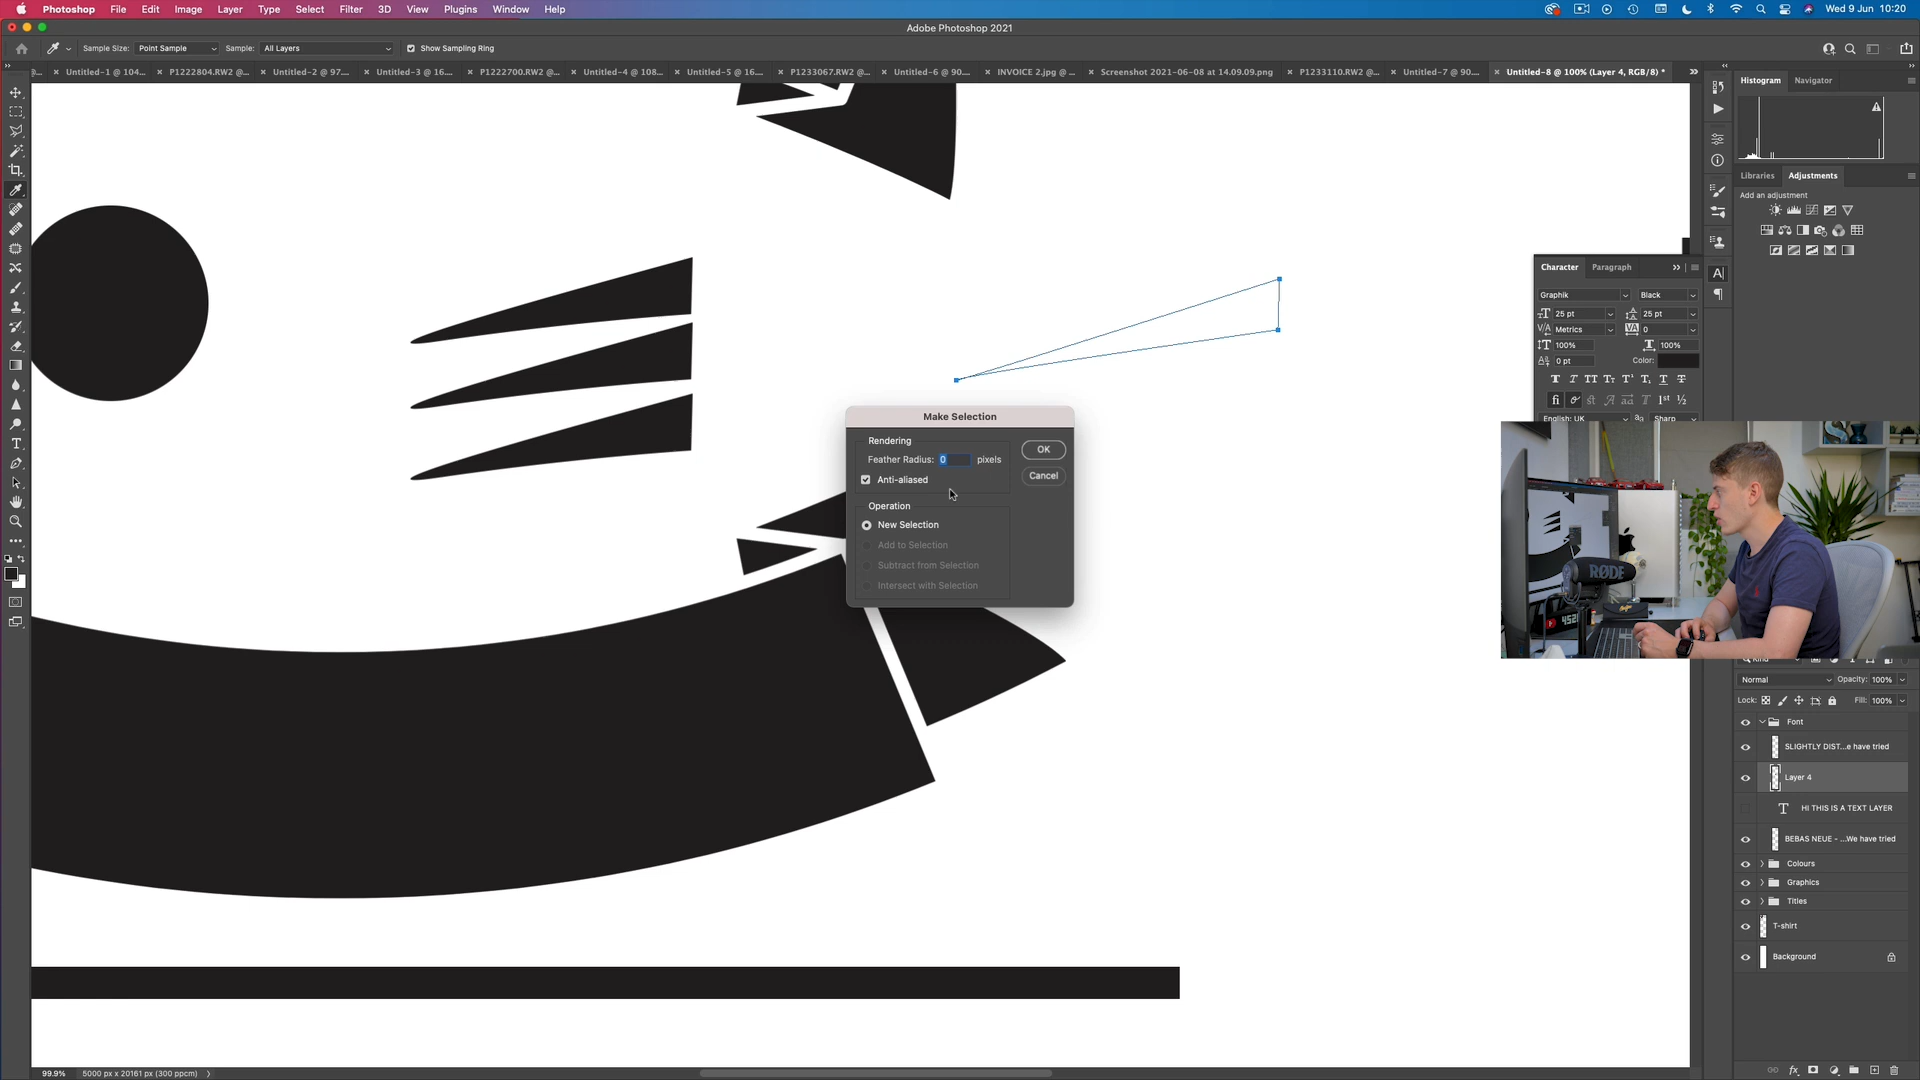 Photoshop File Edit Image Layer Type Select Filter 3D View Plugins Window Help Wed 9 Jun 10:20
Adobe Photoshop 2021
Sample Size: Point Sample Sample: All Layers Show Sampling Ring
Untitled-1 @ 104... P1222804.RW2 @... Untitled-2 @ 97.... Untitled-3 @ 16.... P1222700.RW2 @... Untitled-4 @ 108... Untitled-5 @ 16.... P1233067.RW2 @... Untitled-6 @ 90.... INVOICE 2.jpg @ ... Screenshot 2021-06-08 at 14.09.09.png P1233110.RW2 @... Untitled-7 @ 90.... Untitled-8 @ 100% (Layer 4, RGB/8) *
Histogram Navigator
Libraries Adjustments
Add an adjustment
Character Paragraph
Graphik Black
25 pt 25 pt
Metrics 0
100% 100%
0 pt Color:
English: UK Sharp
Make Selection
Rendering
Feather Radius: 0 pixels
Anti-aliased
OK
Cancel
Operation
New Selection
Add to Selection
Subtract from Selection
Intersect with Selection
RØDE
Normal Opacity: 100%
Lock: Fill: 100%
Font
SLIGHTLY DIST...e have tried
Layer 4
HI THIS IS A TEXT LAYER
BEBAS NEUE - ...We have tried
Colours
Graphics
Titles
T-shirt
Background
99.9% 5000 px x 20161 px (300 ppcm)